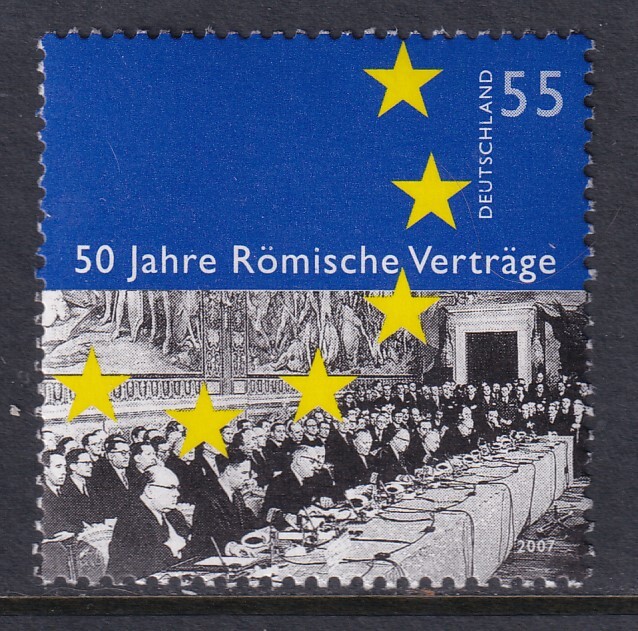 55
DEUTSCHLAND
50 Jahre Römische Verträge
2007